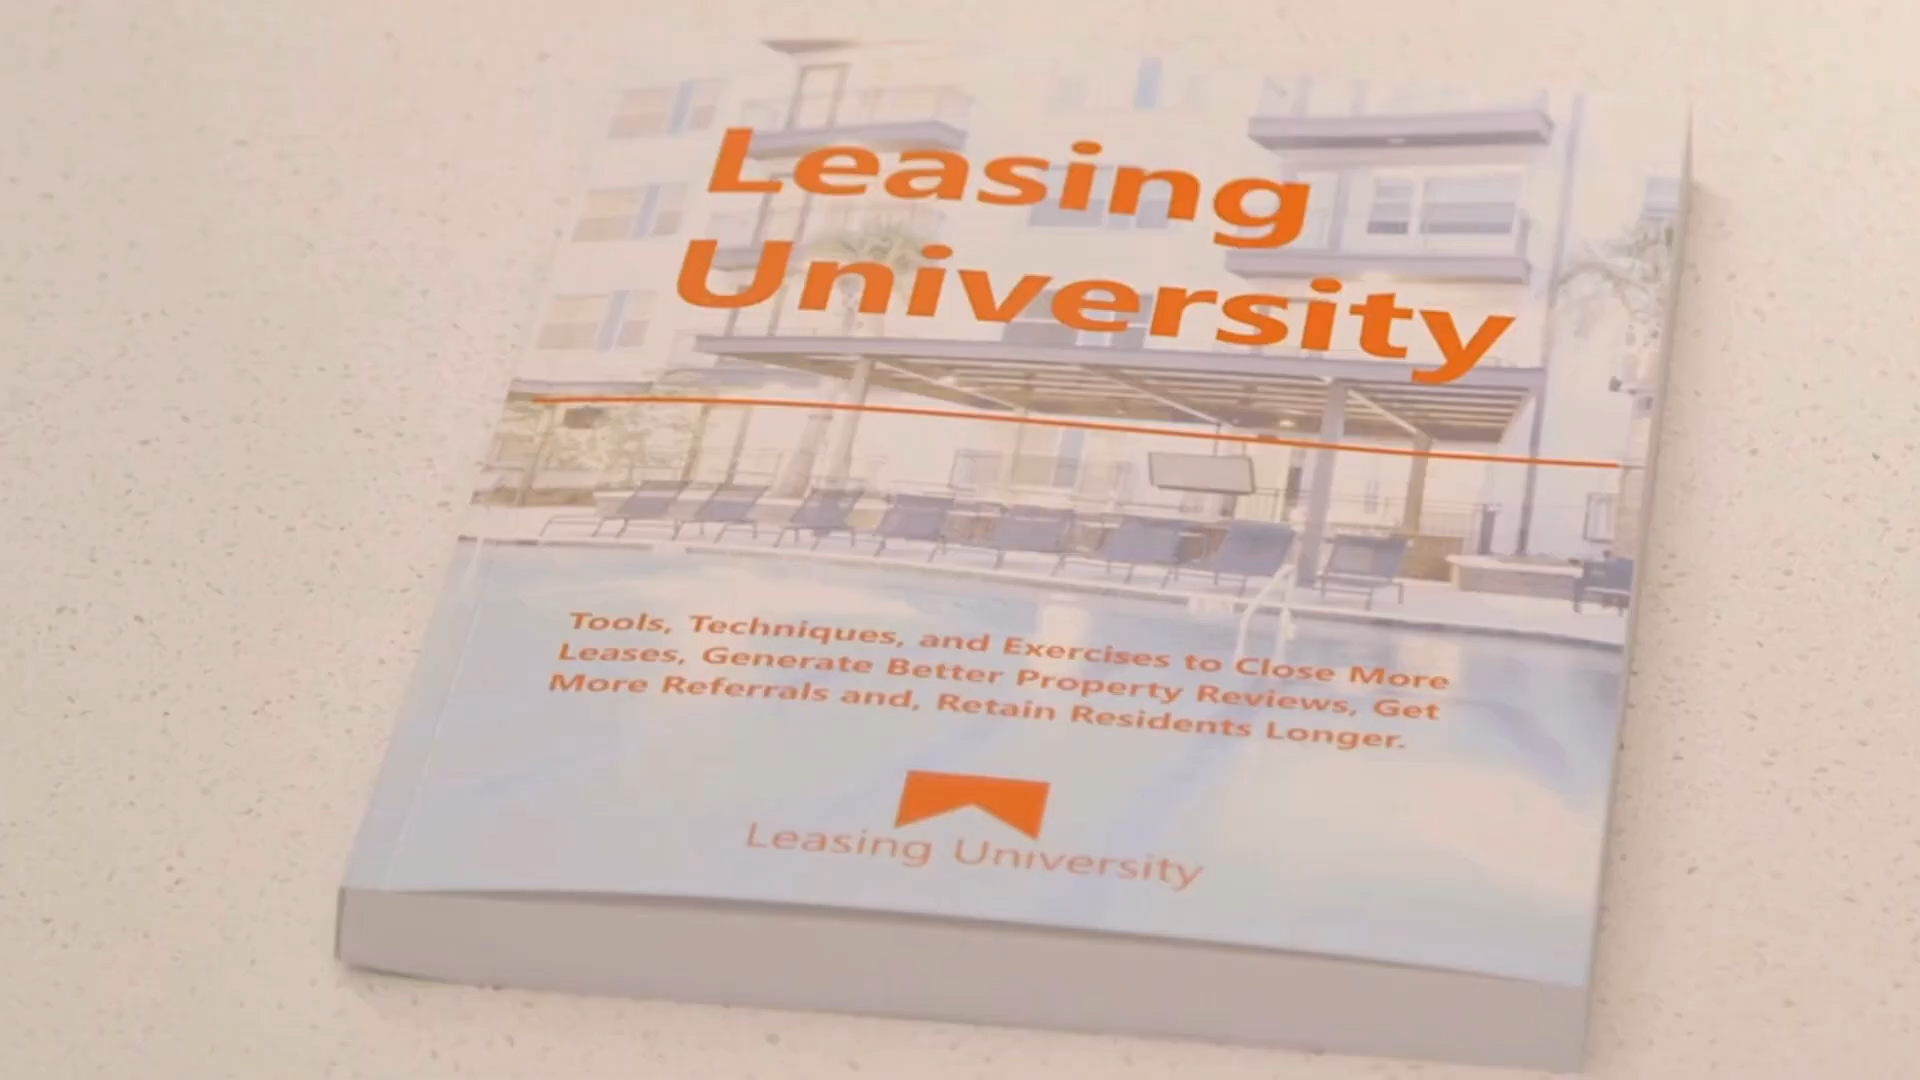 Leasing
University
Tools, Techniques, and Exercises to Close More
Leases, Generate Better Property Reviews, Get
More Referrals and, Retain Residents Longer.
Leasing University